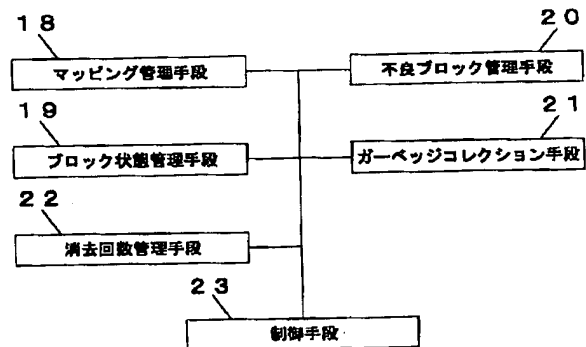 18
マッピング管理手段
20
不良ブロック管理手段
19
ブロック状態管理手段
21
ガーベッジコレクション手段
22
消去回数管理手段
23
制御手段